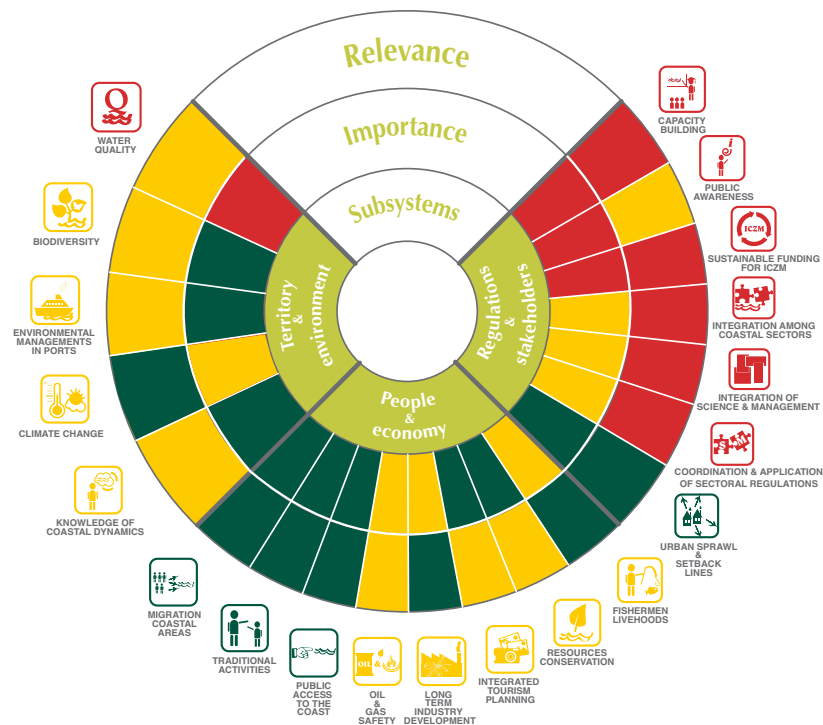 Relevance
Importance
Subsystems
Territory
&
environment
Regulations
&
stakeholders
People
&
economy
Q
WATER
QUALITY
BIODIVERSITY
ENVIRONMENTAL
MANAGEMENTS
IN PORTS
CLIMATE CHANGE
KNOWLEDGE OF
COASTAL DYNAMICS
MIGRATION
COASTAL
AREAS
TRADITIONAL
ACTIVITIES
PUBLIC
ACCESS
TO THE
COAST
OIL
&
OIL
&
GAS
SAFETY
LONG
TERM
INDUSTRY
DEVELOPMENT
INTEGRATED
TOURISM
PLANNING
RESOURCES
CONSERVATION
FISHERMEN
LIVEHOODS
URBAN SPRAWL
&
SETBACK
LINES
S
M
COORDINATION & APPLICATION
OF SECTORAL REGULATIONS
INTEGRATION OF
SCIENCE & MANAGEMENT
INTEGRATION AMONG
COASTAL SECTORS
ICZM
SUSTAINABLE FUNDING
FOR ICZM
i
PUBLIC
AWARENESS
CAPACITY
BUILDING